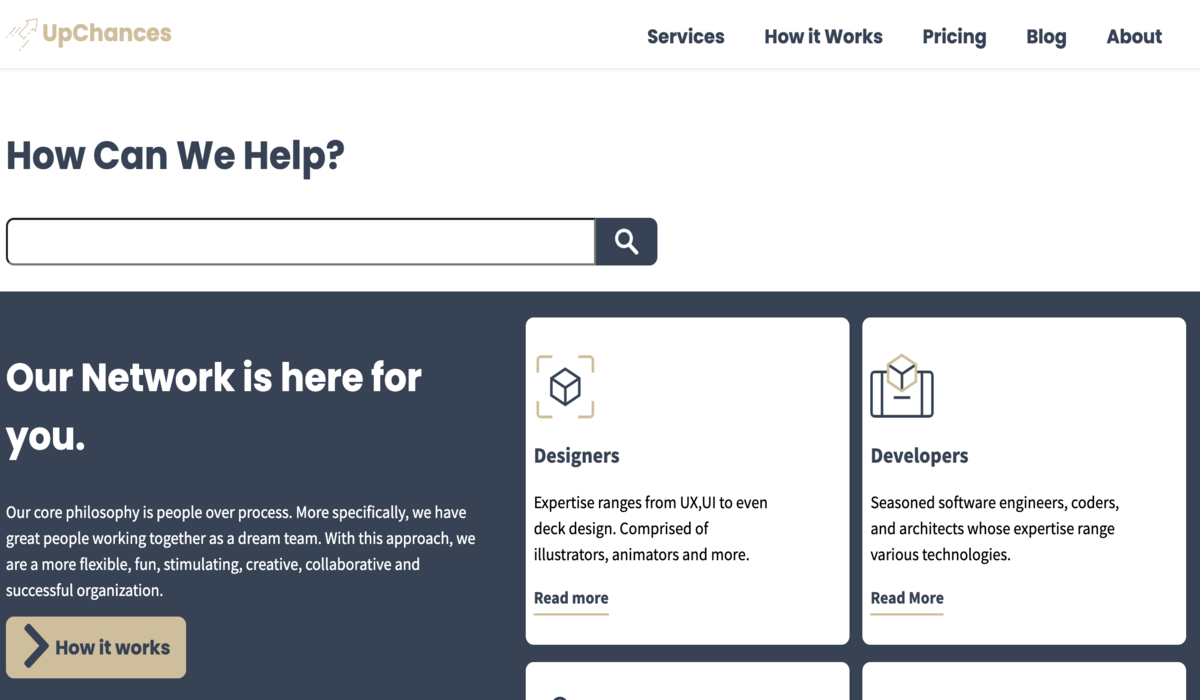 UpChances
Services How it Works Pricing Blog About
How Can We Help?
Our Network is here for
you.
Our core philosophy is people over process. More specifically, we have
great people working together as a dream team. With this approach, we
are a more flexible, fun, stimulating, creative, collaborative and
successful organization.
How it works
Designers
Expertise ranges from UX,UI to even
deck design. Comprised of
illustrators, animators and more.
Read more
Developers
Seasoned software engineers, coders,
and architects whose expertise range
various technologies.
Read More